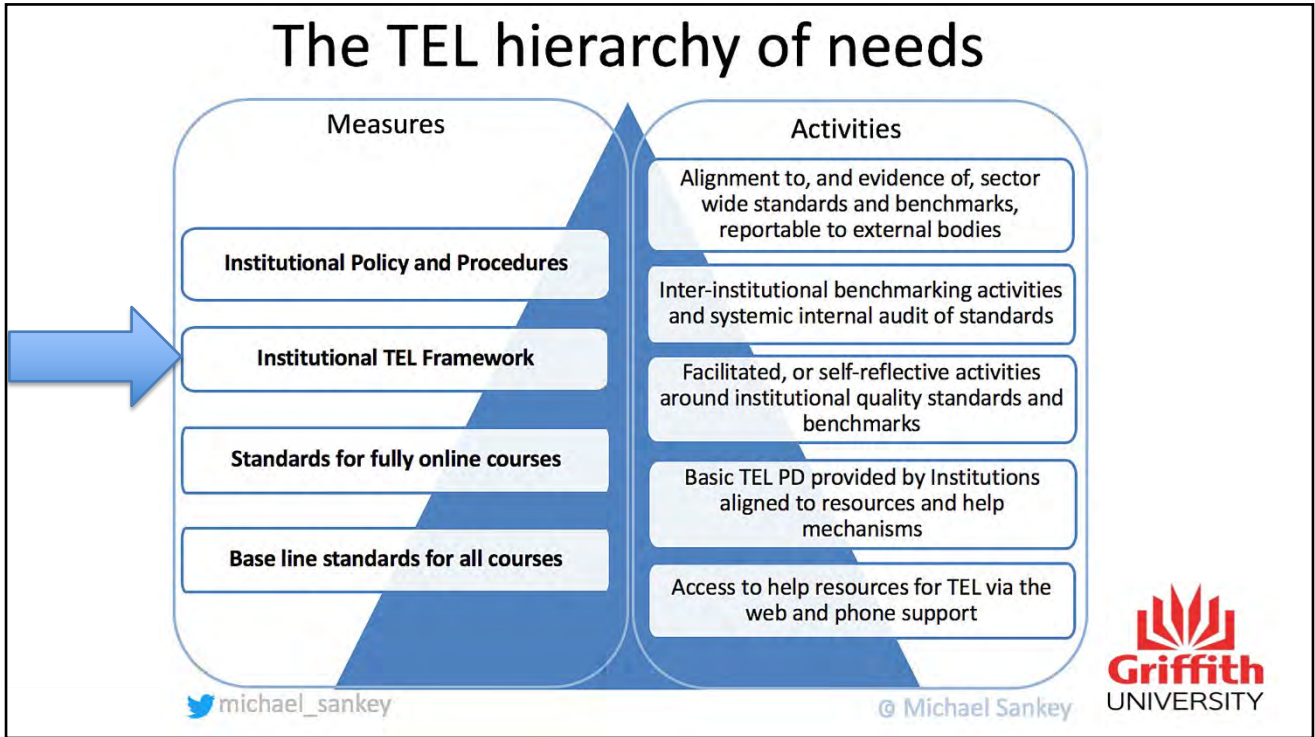 The TEL hierarchy of needs
Measures
Institutional Policy and Procedures
Institutional TEL Framework
Standards for fully online courses
Base line standards for all courses
Activities
Alignment to, and evidence of, sector
wide standards and benchmarks,
reportable to external bodies
Inter-institutional benchmarking activities
and systemic internal audit of standards
Facilitated, or self-reflective activities
around institutional quality standards and
benchmarks
Basic TEL PD provided by Institutions
aligned to resources and help
mechanisms
Access to help resources for TEL via the
web and phone support
michael_sankey
@ Michael Sankey
Griffith
UNIVERSITY